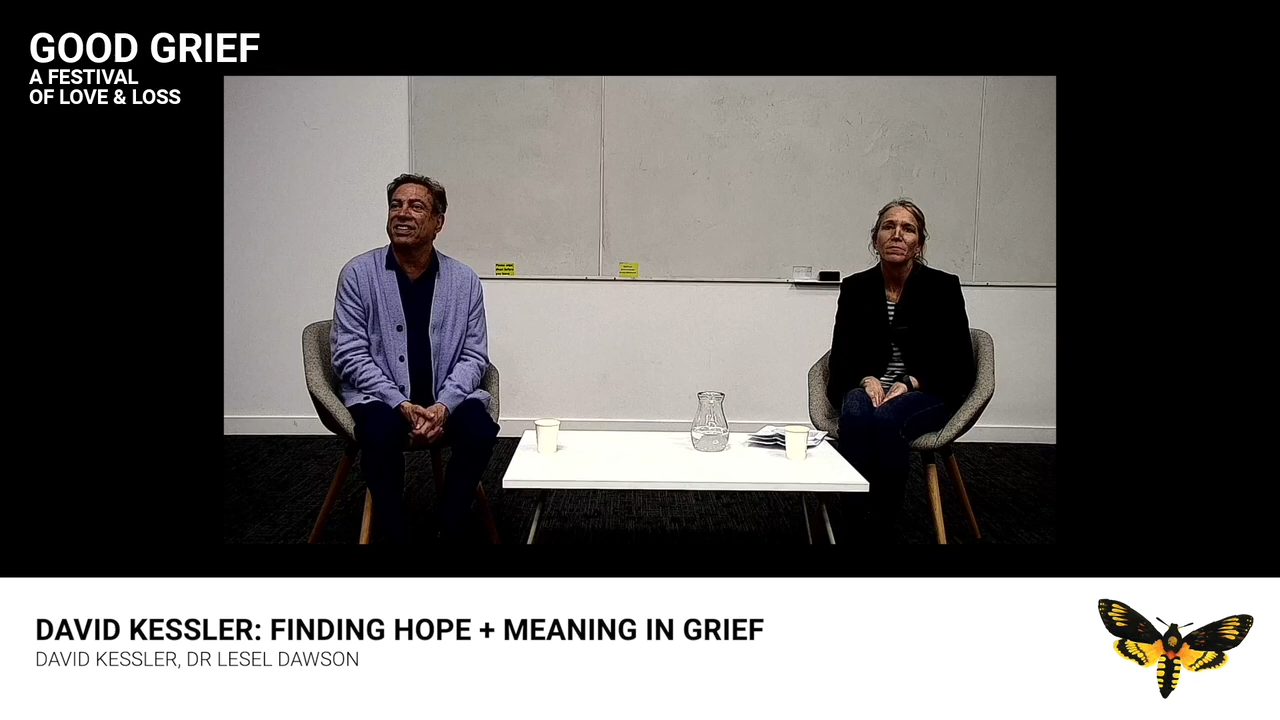 GOOD GRIEF
A FESTIVAL
OF LOVE & LOSS
DAVID KESSLER: FINDING HOPE + MEANING IN GRIEF
DAVID KESSLER, DR LESEL DAWSON